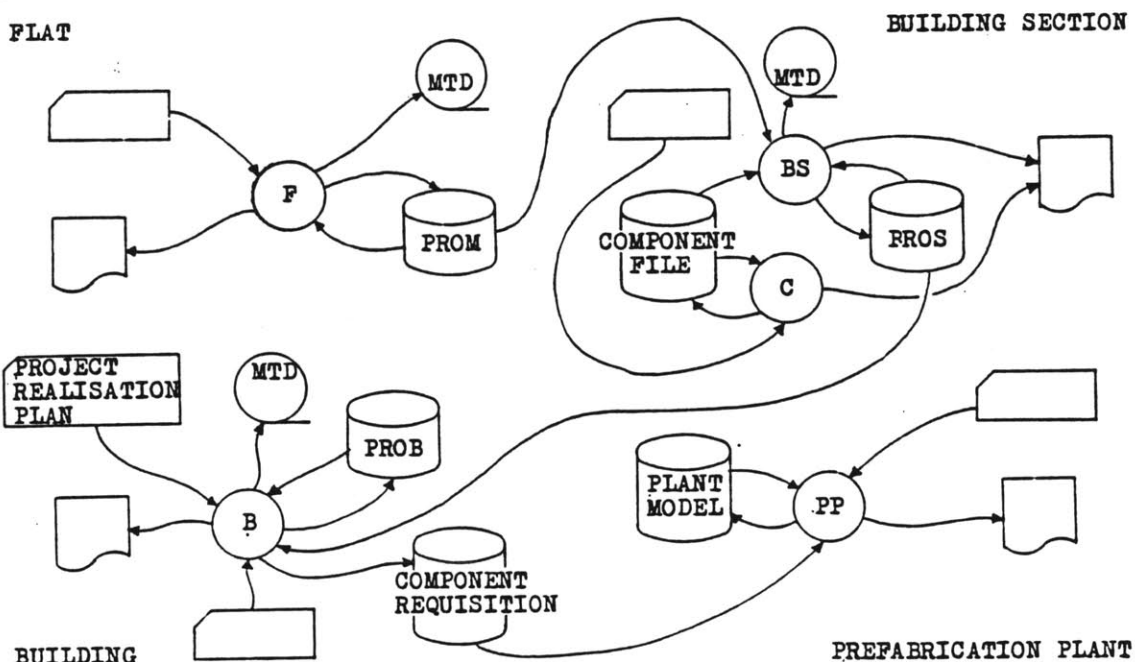 FLAT
BUILDING SECTION
MTD
MTD
F
PROM
BS
PROS
COMPONENT
FILE
C
PROJECT
REALISATION
PLAN
MTD
PROB
B
PLANT
MODEL
PP
COMPONENT
REQUISITION
BUILDING
PREFABRICATION PLANT